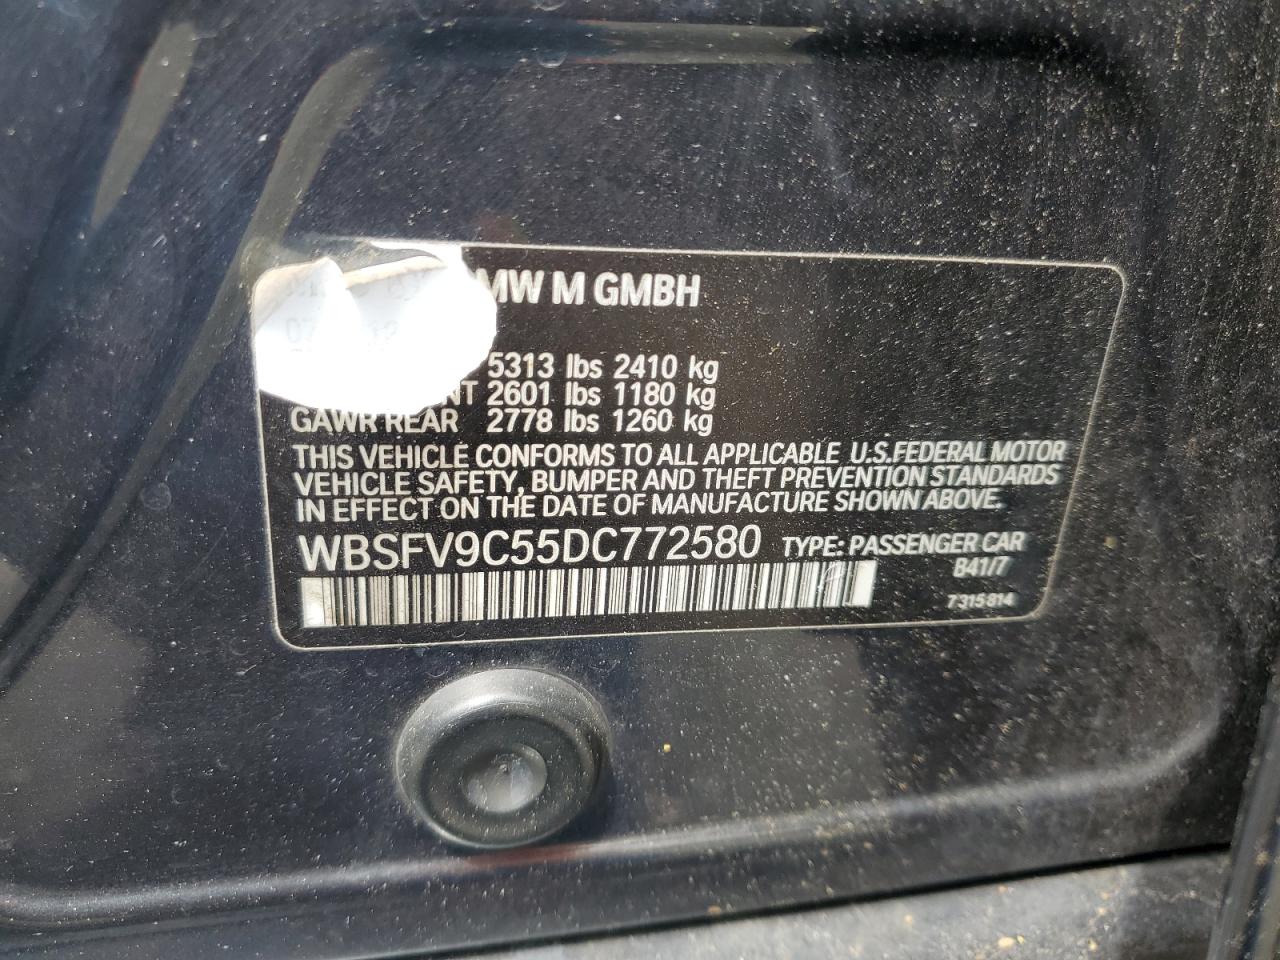 MW M GMBH
5313 lbs 2410 kg
NT 2601 lbs 1180 kg
GAWR REAR 2778 lbs 1260 kg
THIS VEHICLE CONFORMS TO ALL APPLICABLE U.S.FEDERAL MOTOR
VEHICLE SAFETY, BUMPER AND THEFT PREVENTION STANDARDS
IN EFFECT ON THE DATE OF MANUFACTURE SHOWN ABOVE.
WBSFV9C55DC772580 TYPE: PASSENGER CAR
B41/7
7315814